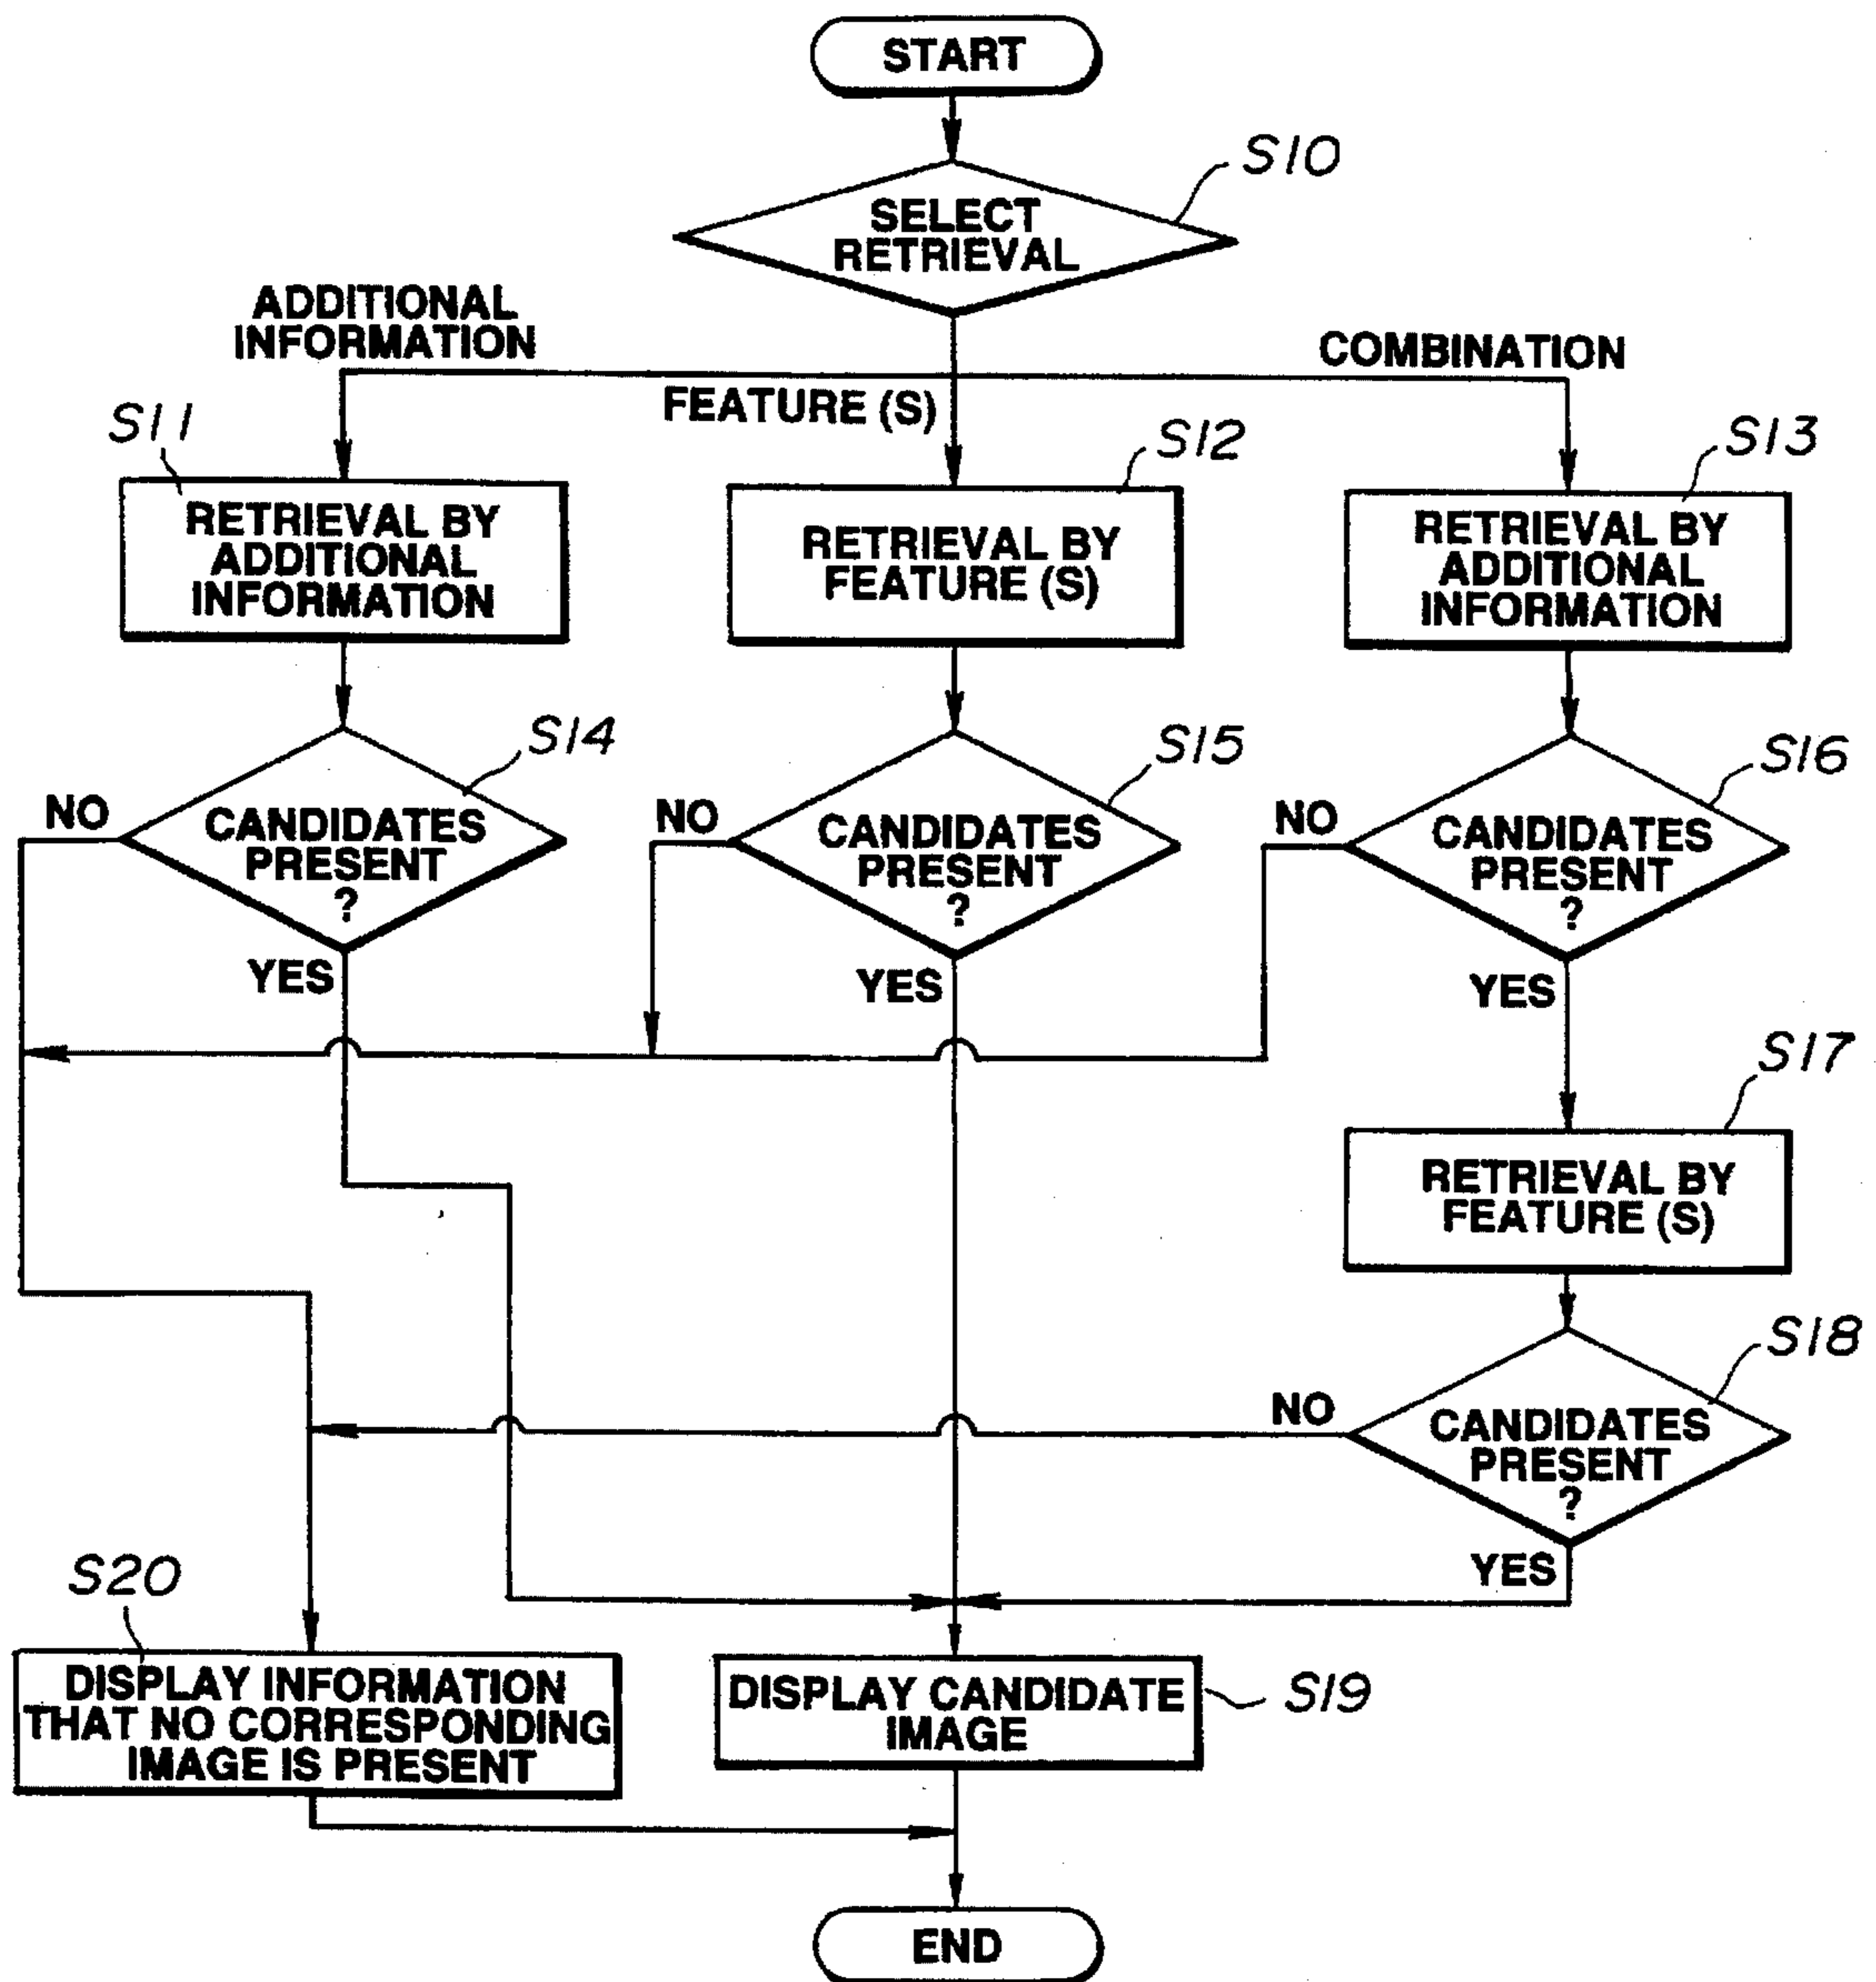 START
S10
SELECT
RETRIEVAL
ADDITIONAL
INFORMATION
COMBINATION
FEATURE (S)
S11
S12
S13
RETRIEVAL BY
ADDITIONAL
INFORMATION
RETRIEVAL BY
FEATURE (S)
RETRIEVAL BY
ADDITIONAL
INFORMATION
S14
S15
S16
NO
CANDIDATES
PRESENT
?
NO
CANDIDATES
PRESENT
?
NO
CANDIDATES
PRESENT
?
YES
YES
YES
S17
RETRIEVAL BY
FEATURE (S)
S18
NO
CANDIDATES
PRESENT
?
YES
S20
DISPLAY INFORMATION
THAT NO CORRESPONDING
IMAGE IS PRESENT
DISPLAY CANDIDATE
IMAGE
S19
END